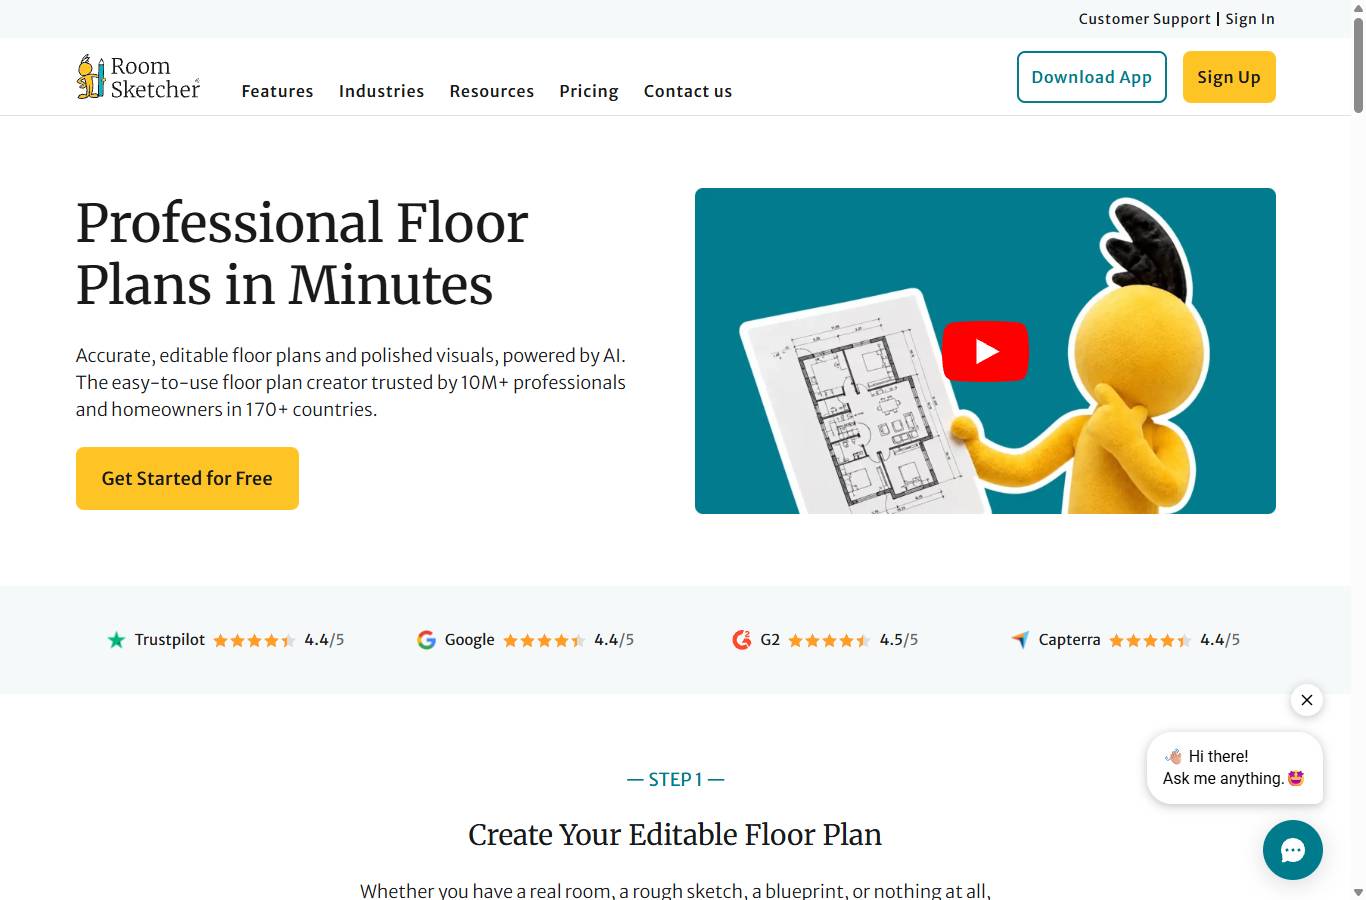 Customer Support | Sign In
Room
Sketcher
Features Industries Resources Pricing Contact us
Download App
Sign Up
Professional Floor
Plans in Minutes
Accurate, editable floor plans and polished visuals, powered by AI.
The easy-to-use floor plan creator trusted by 10M+ professionals
and homeowners in 170+ countries.
Get Started for Free
Trustpilot 4.4/5
Google 4.4/5
G2 4.5/5
Capterra 4.4/5
👋 Hi there!
Ask me anything.🤩
— STEP 1 —
Create Your Editable Floor Plan
Whether you have a real room, a rough sketch, a blueprint, or nothing at all,